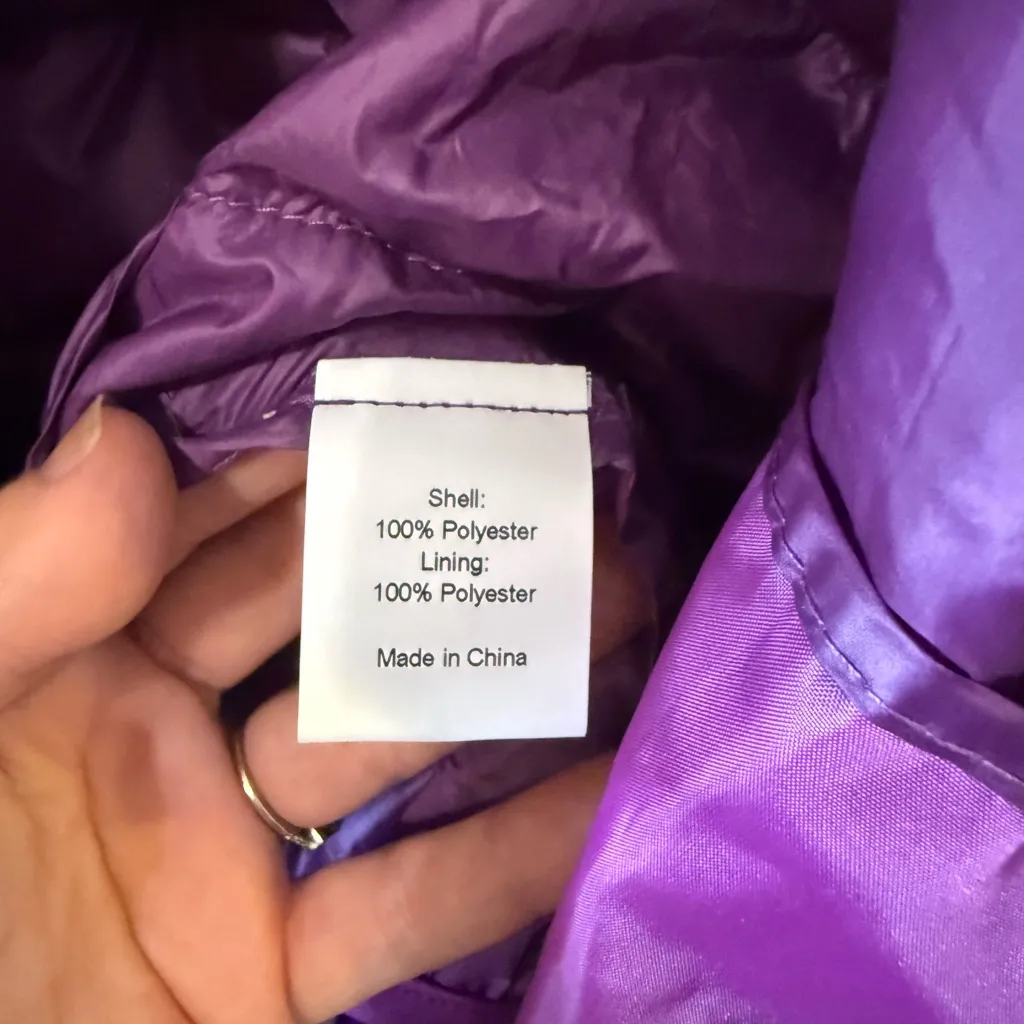 Shell:
100% Polyester
Lining:
100% Polyester
Made in China